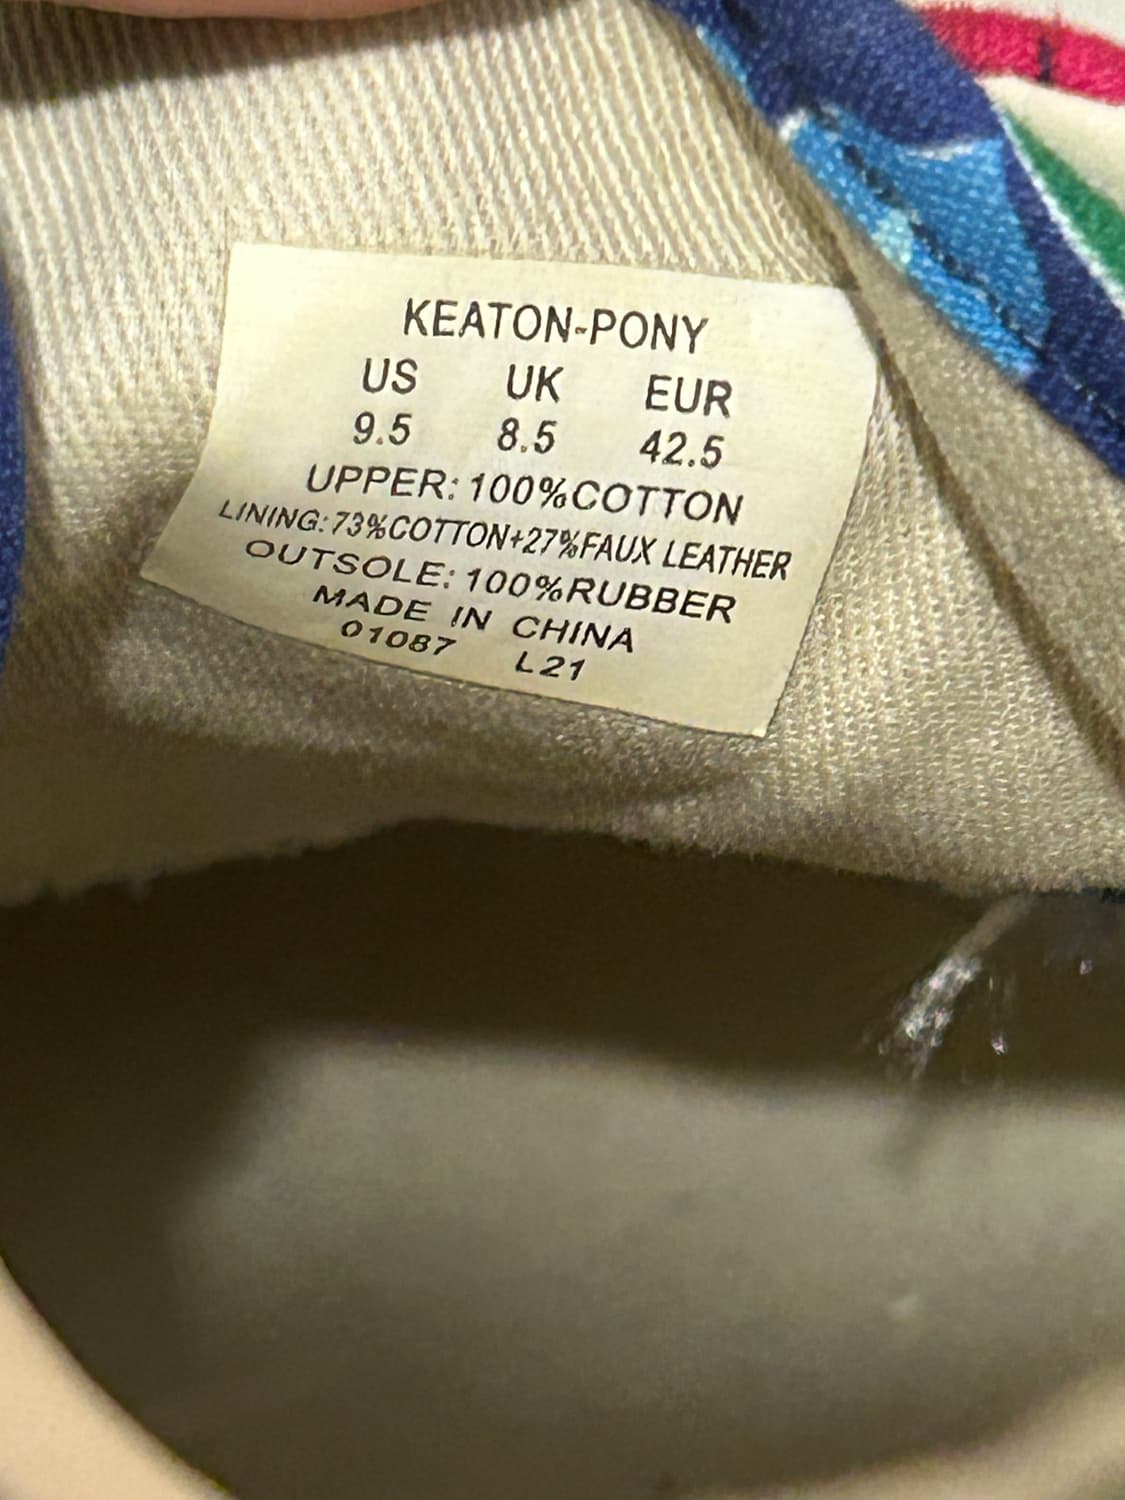 KEATON-PONY
US UK EUR
9.5 8.5 42.5
UPPER: 100%COTTON
LINING: 73%COTTON+27%FAUX LEATHER
OUTSOLE: 100%RUBBER
MADE IN CHINA
01087 L21